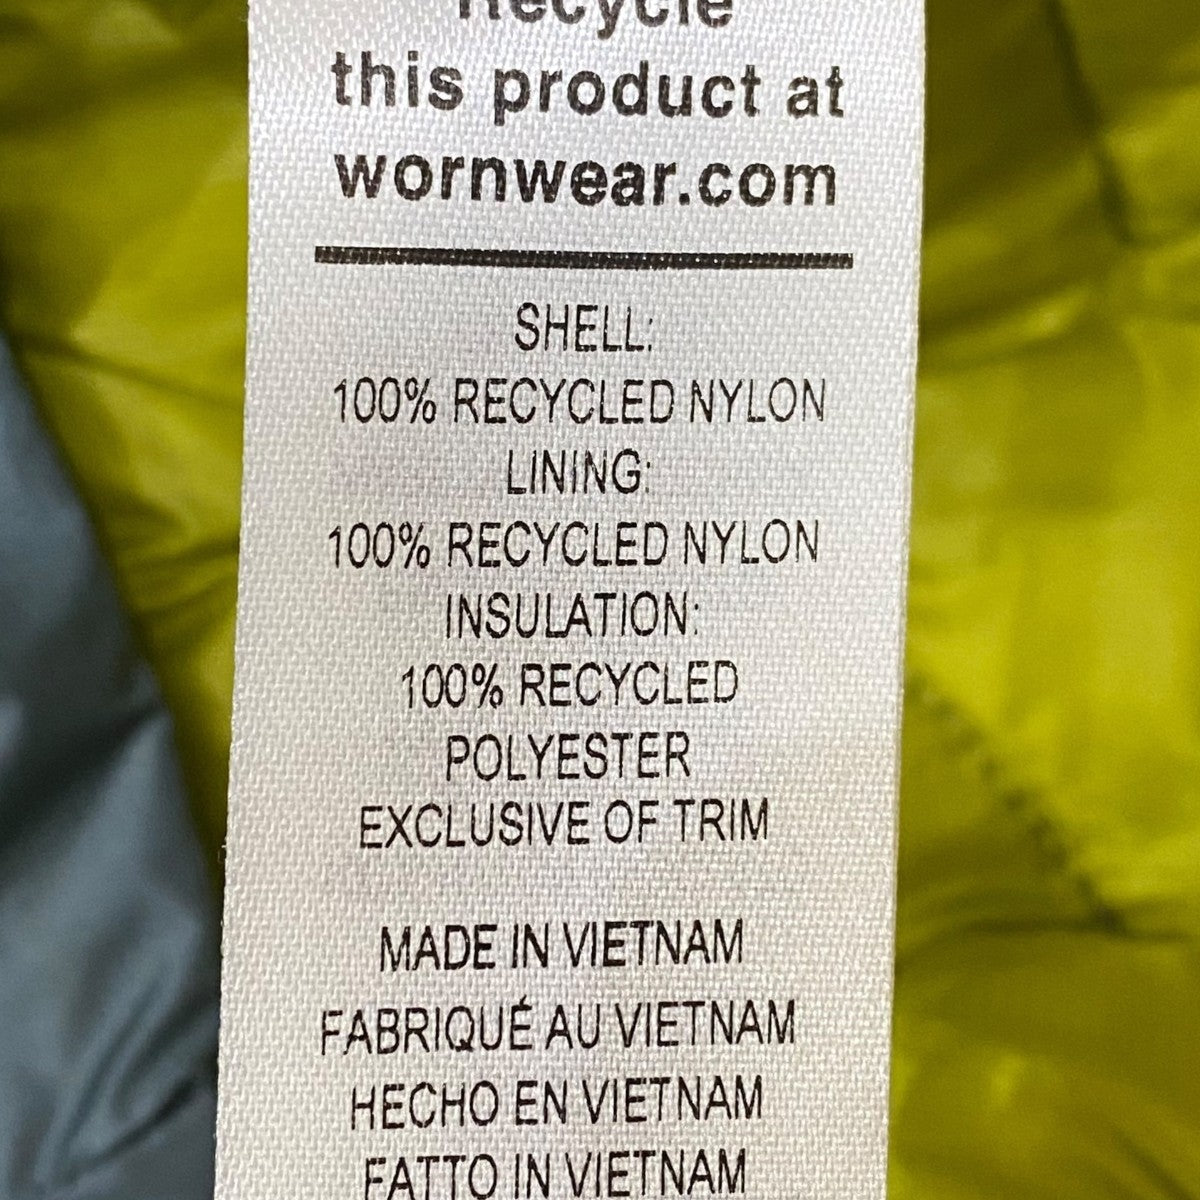 Recycle
this product at
wornwear.com
SHELL:
100% RECYCLED NYLON
LINING:
100% RECYCLED NYLON
INSULATION:
100% RECYCLED
POLYESTER
EXCLUSIVE OF TRIM
MADE IN VIETNAM
FABRIQUÉ AU VIETNAM
HECHO EN VIETNAM
FATTO IN VIETNAM